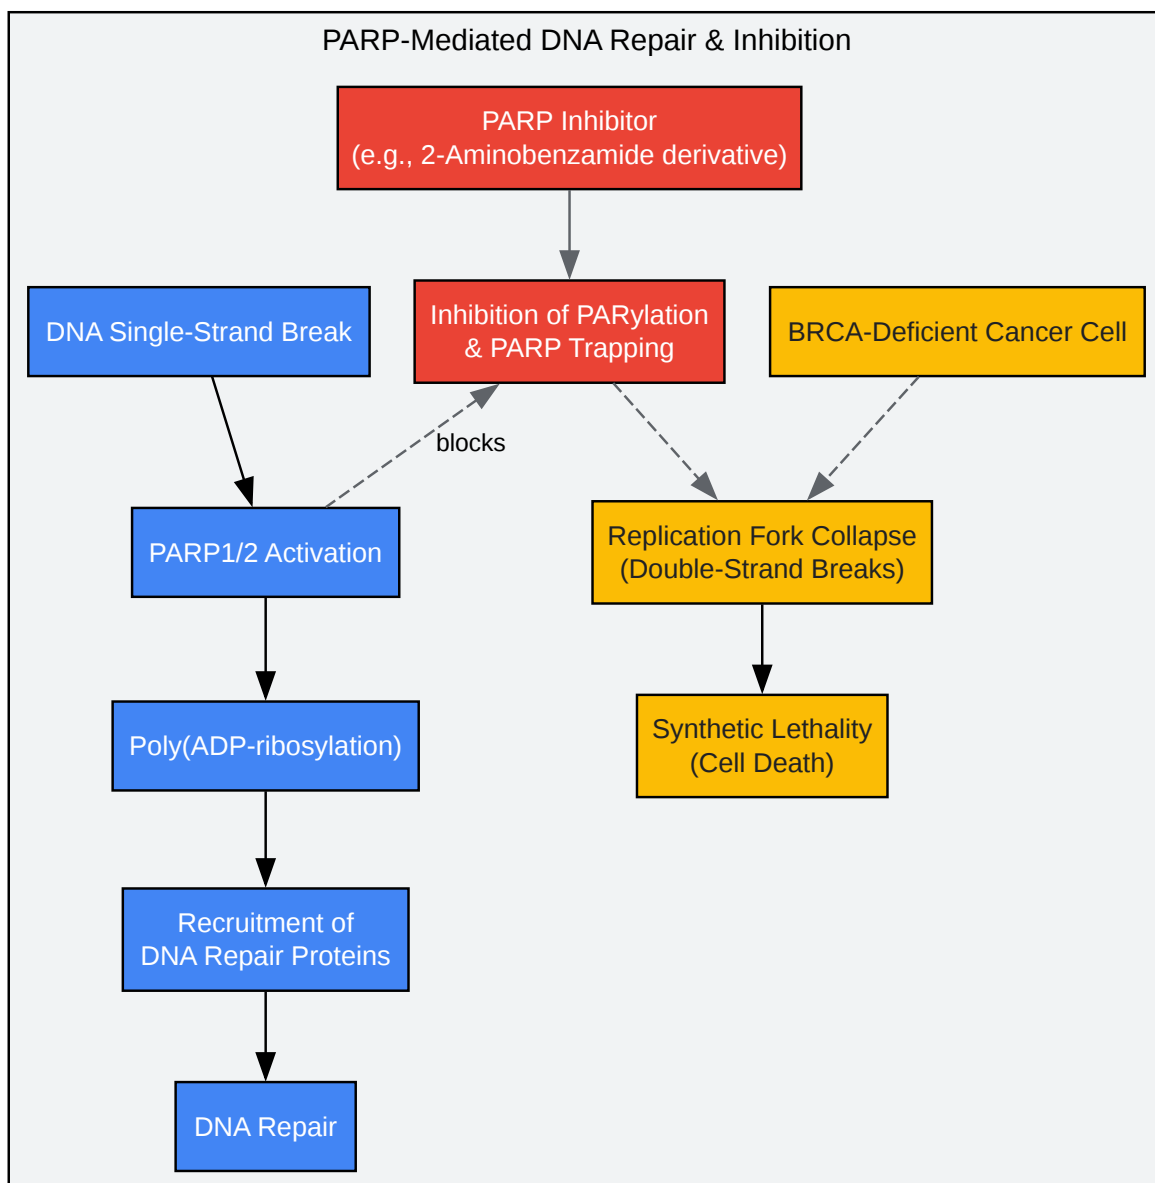 PARP-Mediated DNA Repair & Inhibition
PARP Inhibitor
(e.g., 2-Aminobenzamide derivative)
DNA Single-Strand Break
Inhibition of PARylation
& PARP Trapping
BRCA-Deficient Cancer Cell
blocks
PARP1/2 Activation
Replication Fork Collapse
(Double-Strand Breaks)
Poly(ADP-ribosylation)
Synthetic Lethality
(Cell Death)
Recruitment of
DNA Repair Proteins
DNA Repair